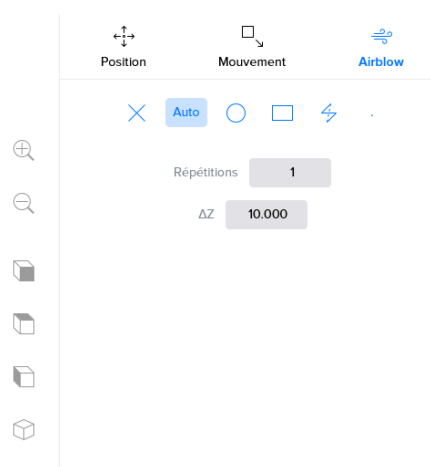 Position Mouvement Airblow
Auto
Répétitions 1
ΔZ 10.000